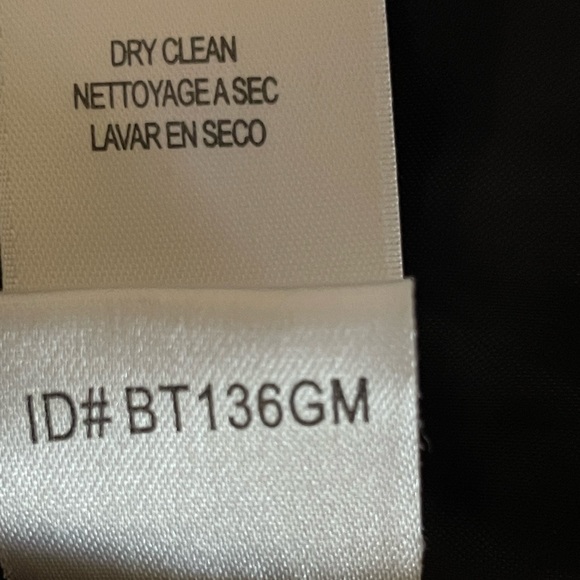 DRY CLEAN
NETTOYAGE A SEC
LAVAR EN SECO
ID# BT136GM